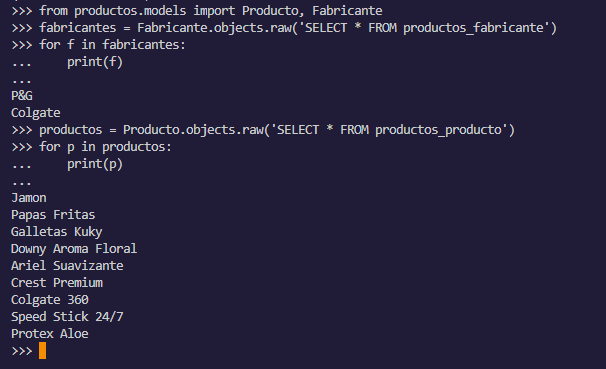 >>> from productos.models import Producto, Fabricante
>>> fabricantes = Fabricante.objects.raw('SELECT * FROM productos_fabricante')
>>> for f in fabricantes:
...     print(f)
...
P&G
Colgate
>>> productos = Producto.objects.raw('SELECT * FROM productos_producto')
>>> for p in productos:
...     print(p)
...
Jamon
Papas Fritas
Galletas Kuky
Downy Aroma Floral
Ariel Suavizante
Crest Premium
Colgate 360
Speed Stick 24/7
Protex Aloe
>>>